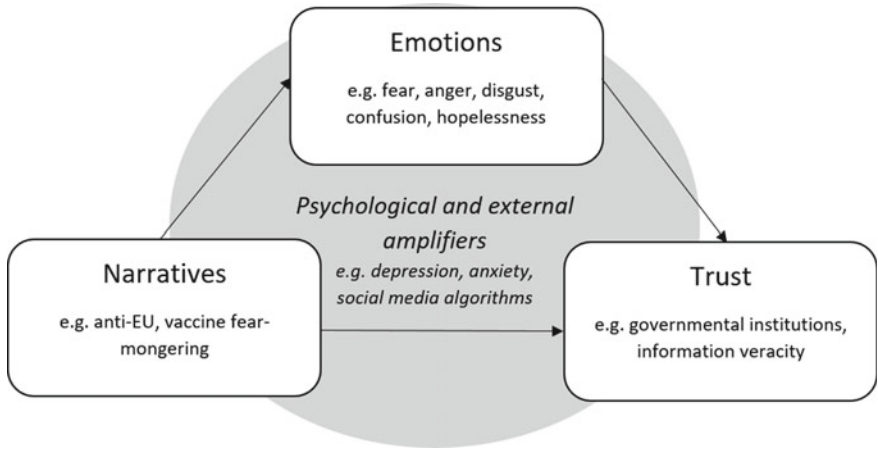 Emotions
e.g. fear, anger, disgust,
confusion, hopelessness
Psychological and external
amplifiers
e.g. depression, anxiety,
social media algorithms
Narratives
e.g. anti-EU, vaccine fear-
mongering
Trust
e.g. governmental institutions,
information veracity